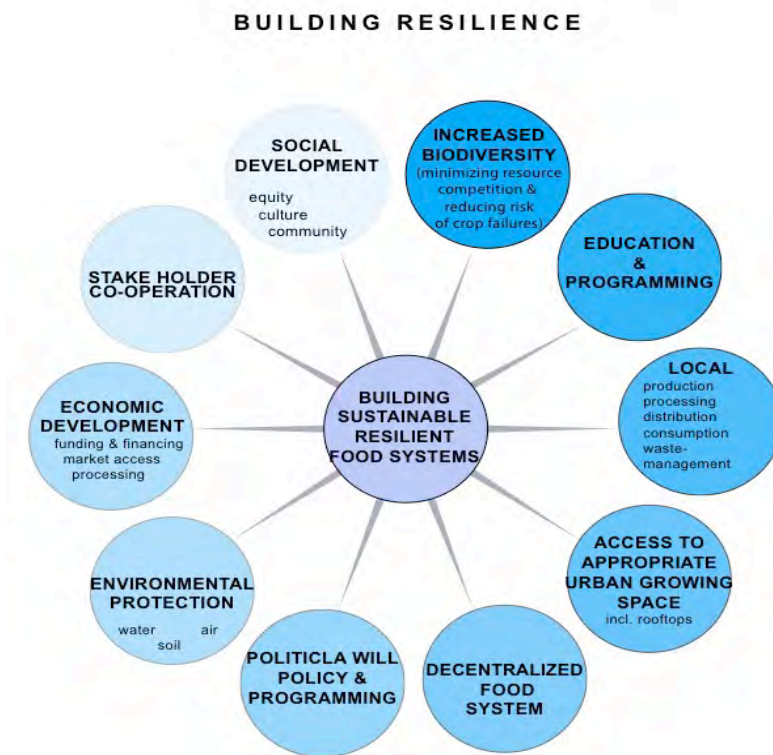 BUILDING RESILIENCE
SOCIAL
DEVELOPMENT
equity
culture
community
INCREASED
BIODIVERSITY
(minimizing resource
competition &
reducing risk
of crop failures)
EDUCATION
&
PROGRAMMING
LOCAL
production
processing
distribution
consumption
waste-
management
ACCESS TO
APPROPRIATE
URBAN GROWING
SPACE
incl. rooftops
DECENTRALIZED
FOOD
SYSTEM
POLITICLA WILL
POLICY &
PROGRAMMING
ENVIRONMENTAL
PROTECTION
water air
soil
ECONOMIC
DEVELOPMENT
funding & financing
market access
processing
STAKE HOLDER
CO-OPERATION
BUILDING
SUSTAINABLE
RESILIENT
FOOD SYSTEMS